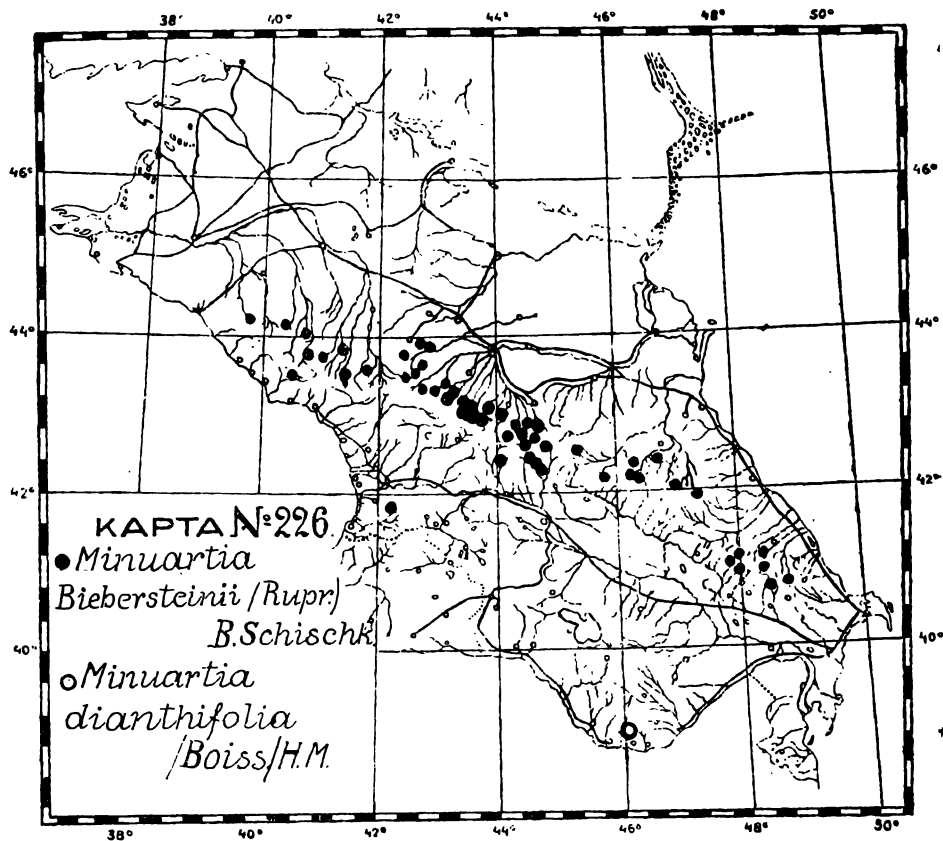 38° 40° 42° 44° 46° 48° 50°
46° 46°
44° 44°
42° 42°
КАРТА №226.
Minuartia
Biebersteinii /Rupr.)
B.Schischk.
40° 40°
Minuartia
dianthifolia
/Boiss/H.M.
38° 40° 42° 44° 46° 48° 50°